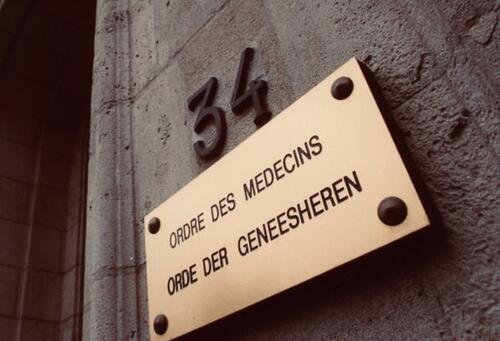 34
ORDRE DES MEDECINS
ORDE DER GENEESHEREN